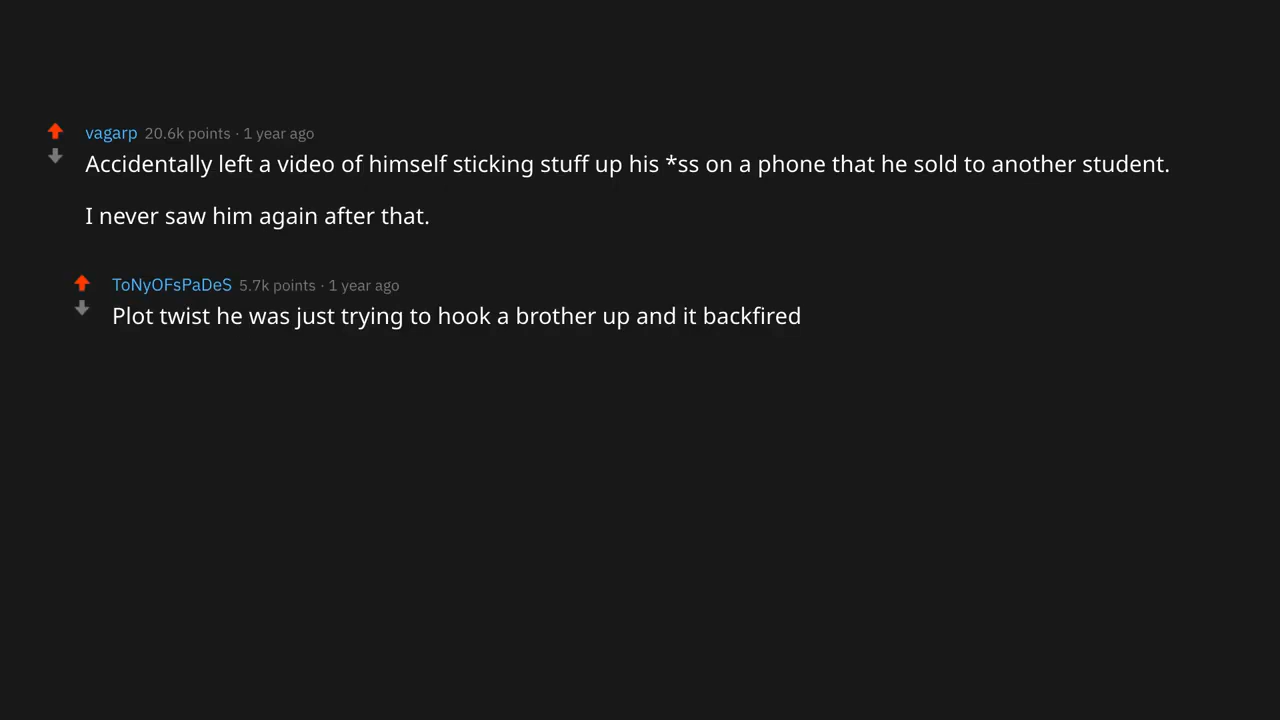 vagarp 20.6k points · 1 year ago
Accidentally left a video of himself sticking stuff up his *ss on a phone that he sold to another student.
I never saw him again after that.
ToNyOFsPaDeS 5.7k points · 1 year ago
Plot twist he was just trying to hook a brother up and it backfired